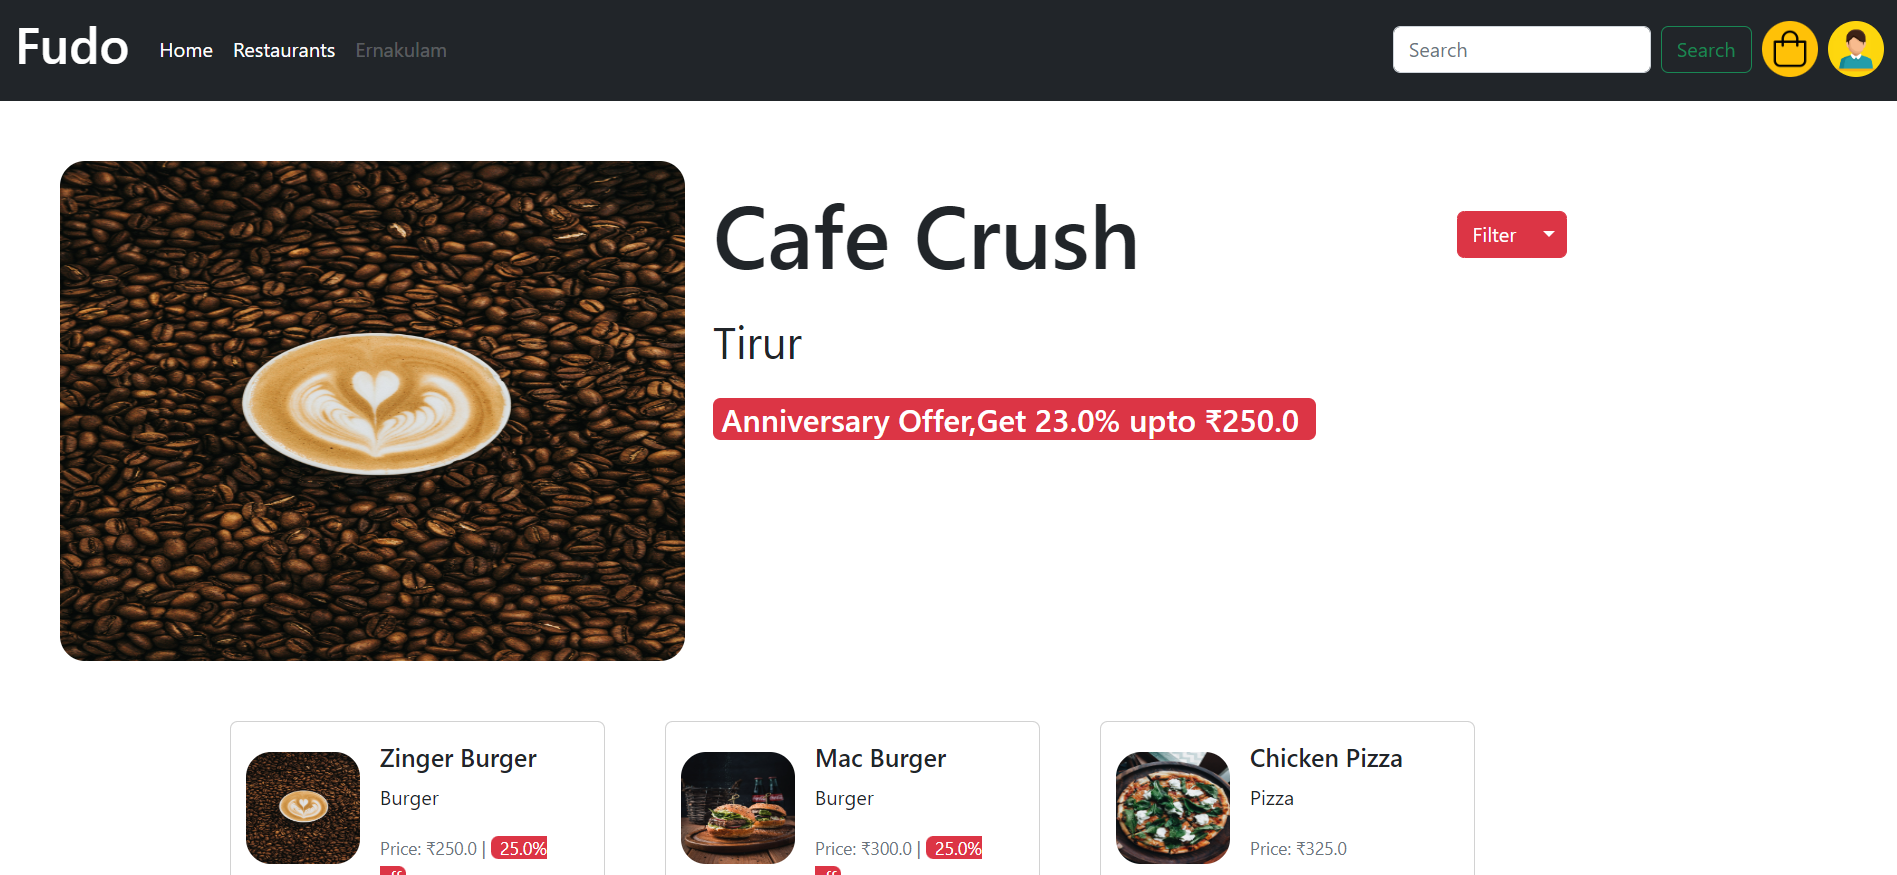 Fudo Home Restaurants Ernakulam Search Search
Cafe Crush
Filter
Tirur
Anniversary Offer,Get 23.0% upto ₹250.0
Zinger Burger
Burger
Price: ₹250.0 | 25.0%
Mac Burger
Burger
Price: ₹300.0 | 25.0%
Chicken Pizza
Pizza
Price: ₹325.0